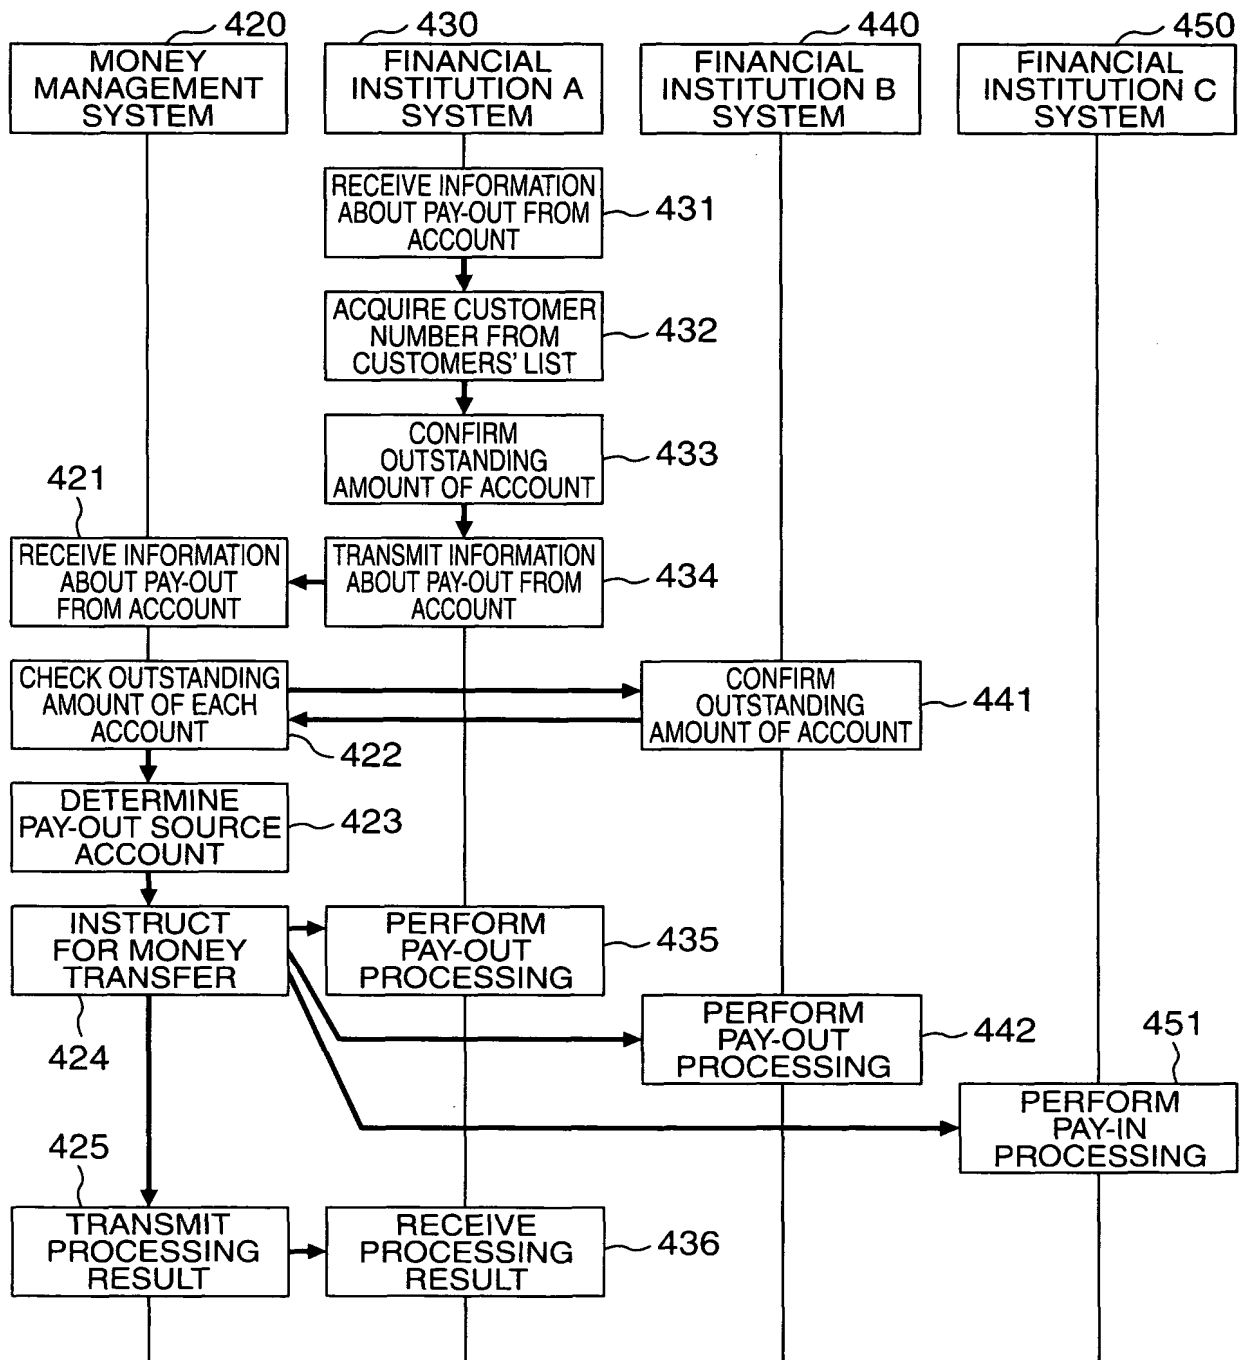 420
430
440
450
MONEY
MANAGEMENT
SYSTEM
FINANCIAL
INSTITUTION A
SYSTEM
FINANCIAL
INSTITUTION B
SYSTEM
FINANCIAL
INSTITUTION C
SYSTEM
RECEIVE INFORMATION
ABOUT PAY-OUT FROM
ACCOUNT
431
ACQUIRE CUSTOMER
NUMBER FROM
CUSTOMERS' LIST
432
CONFIRM
OUTSTANDING
AMOUNT OF ACCOUNT
433
421
RECEIVE INFORMATION
ABOUT PAY-OUT
FROM ACCOUNT
TRANSMIT INFORMATION
ABOUT PAY-OUT FROM
ACCOUNT
434
CHECK OUTSTANDING
AMOUNT OF EACH
ACCOUNT
422
CONFIRM
OUTSTANDING
AMOUNT OF ACCOUNT
441
DETERMINE
PAY-OUT SOURCE
ACCOUNT
423
INSTRUCT
FOR MONEY
TRANSFER
424
PERFORM
PAY-OUT
PROCESSING
435
PERFORM
PAY-OUT
PROCESSING
442
451
PERFORM
PAY-IN
PROCESSING
425
TRANSMIT
PROCESSING
RESULT
RECEIVE
PROCESSING
RESULT
436